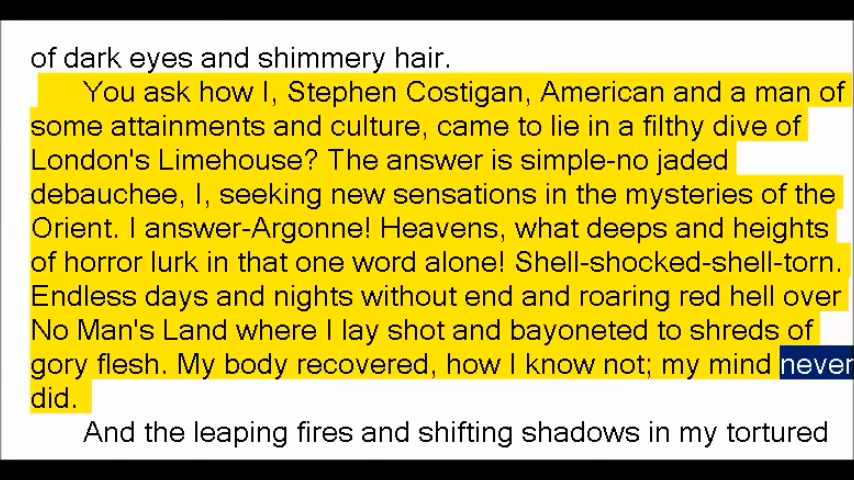 of dark eyes and shimmery hair.
You ask how I, Stephen Costigan, American and a man of
some attainments and culture, came to lie in a filthy dive of
London's Limehouse? The answer is simple-no jaded
debauchee, I, seeking new sensations in the mysteries of the
Orient. I answer-Argonne! Heavens, what deeps and heights
of horror lurk in that one word alone! Shell-shocked-shell-torn.
Endless days and nights without end and roaring red hell over
No Man's Land where I lay shot and bayoneted to shreds of
gory flesh. My body recovered, how I know not; my mind never
did.
And the leaping fires and shifting shadows in my tortured